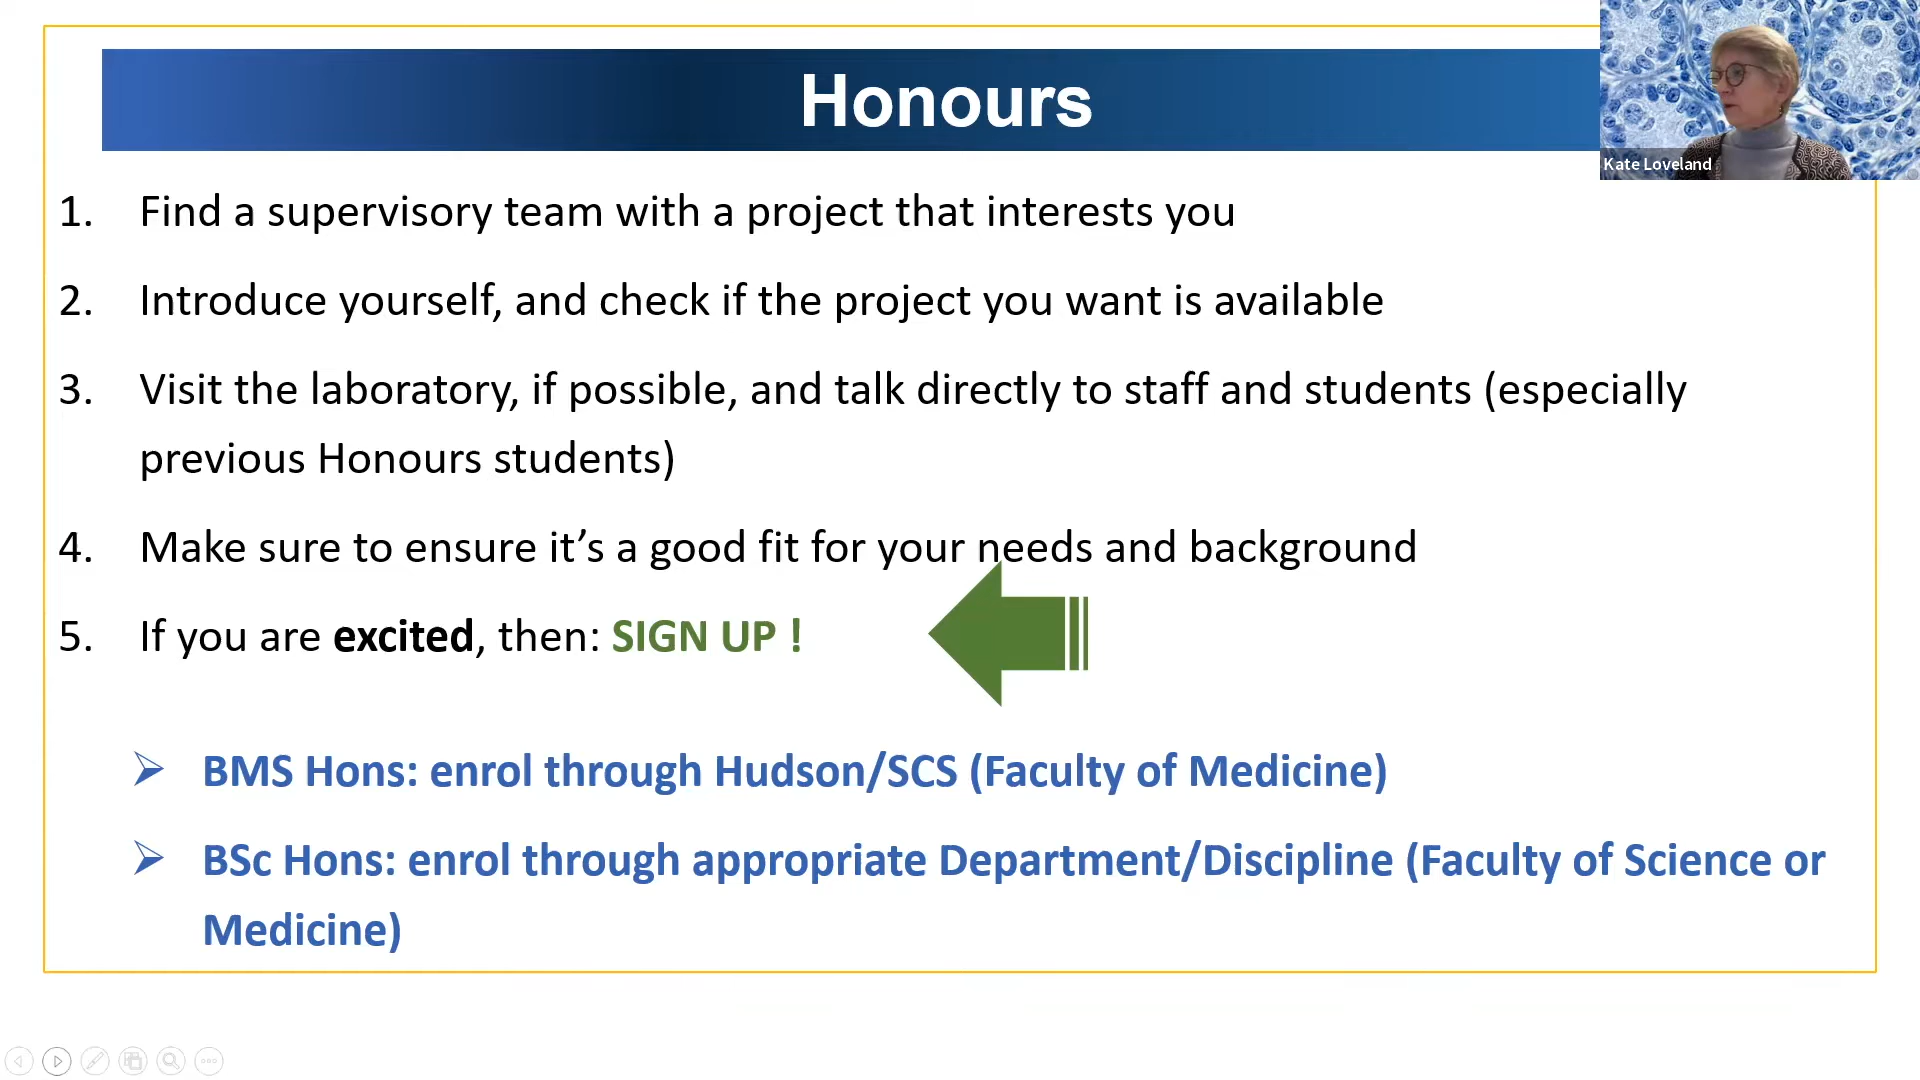 Honours
Kate Loveland
1. Find a supervisory team with a project that interests you
2. Introduce yourself, and check if the project you want is available
3. Visit the laboratory, if possible, and talk directly to staff and students (especially
previous Honours students)
4. Make sure to ensure it’s a good fit for your needs and background
5. If you are excited, then: SIGN UP !
➢ BMS Hons: enrol through Hudson/SCS (Faculty of Medicine)
➢ BSc Hons: enrol through appropriate Department/Discipline (Faculty of Science or
Medicine)